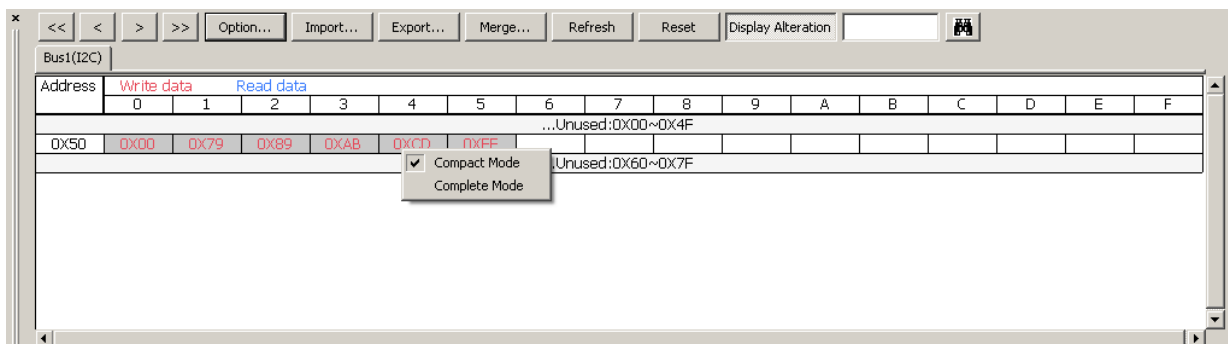 << < > >> Option... Import... Export... Merge... Refresh Reset Display Alteration
Bus1(I2C)
Address Write data Read data
0 1 2 3 4 5 6 7 8 9 A B C D E F
...Unused:0X00~0X4F
0X50 0X00 0X79 0X89 0XAB 0XCD
.Unused:0X60~0X7F
Compact Mode
Complete Mode